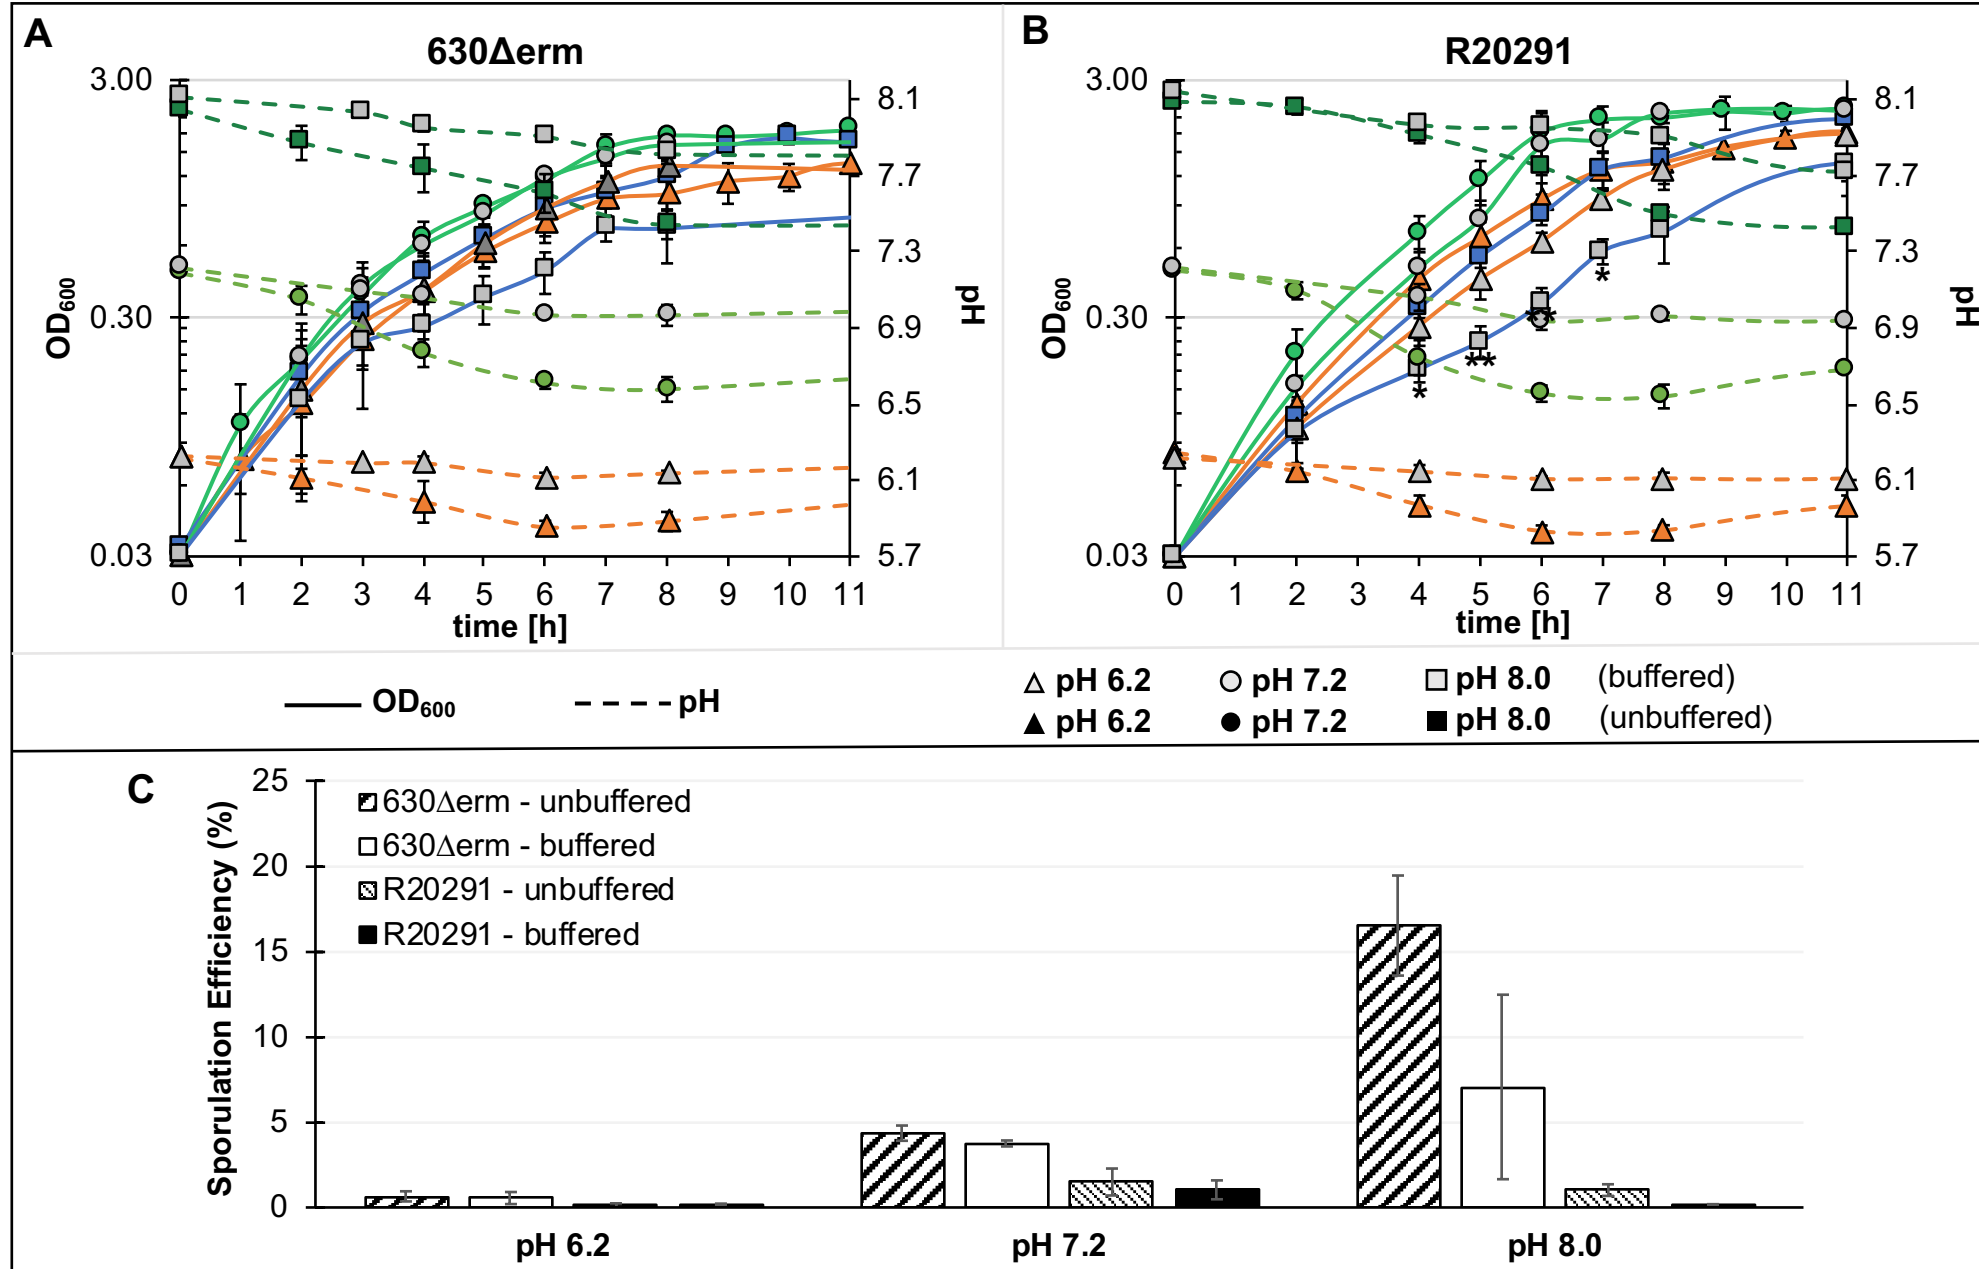 A
630Δerm
B
R20291
3.00
0.30
0.03
OD600
8.1
7.7
7.3
6.9
6.5
6.1
5.7
pH
0 1 2 3 4 5 6 7 8 9 10 11
time [h]
3.00
0.30
0.03
OD600
*
**
**
*
8.1
7.7
7.3
6.9
6.5
6.1
5.7
pH
0 1 2 3 4 5 6 7 8 9 10 11
time [h]
OD600 pH
pH 6.2 pH 7.2 pH 8.0 (buffered)
pH 6.2 pH 7.2 pH 8.0 (unbuffered)
C
Sporulation Efficiency (%)
25
20
15
10
5
0
630Δerm - unbuffered
630Δerm - buffered
R20291 - unbuffered
R20291 - buffered
pH 6.2 pH 7.2 pH 8.0